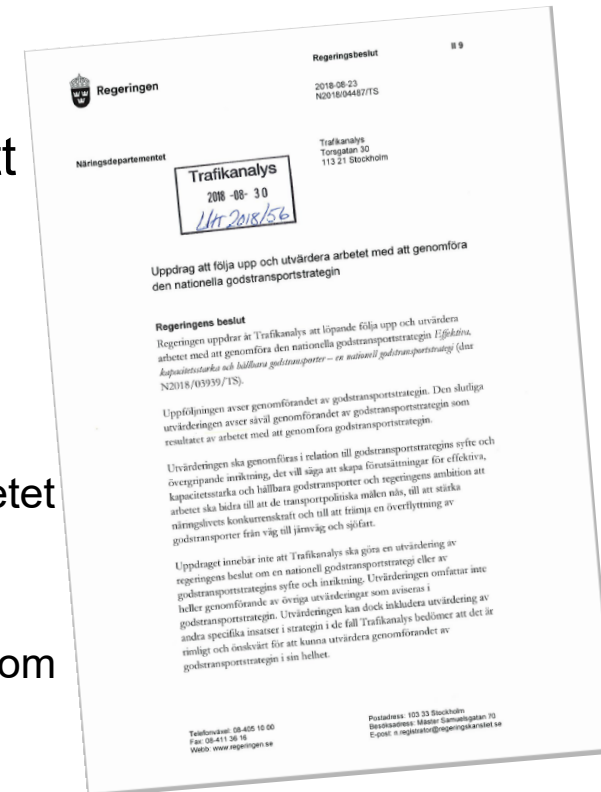 tt
etet
om
Regeringen
Regeringsbeslut
II 9
2018-08-23
N2018/04487/TS
Näringsdepartementet
Trafikanalys
Torsgatan 30
113 21 Stockholm
Trafikanalys
2018 -08- 30
Utr 2018/56
Uppdrag att följa upp och utvärdera arbetet med att genomföra
den nationella godstransportstrategin
Regeringens beslut
Regeringen uppdrar åt Trafikanalys att löpande följa upp och utvärdera
arbetet med att genomföra den nationella godstransportstrategin Effektiva,
kapacitetsstarka och hållbara godstransporter – en nationell godstransportstrategi (dnr
N2018/03939/TS).
Uppföljningen avser genomförandet av godstransportstrategin. Den slutliga
utvärderingen avser såväl genomförandet av godstransportstrategin som
resultatet av arbetet med att genomföra godstransportstrategin.
Utvärderingen ska genomföras i relation till godstransportstrategins syfte och
övergripande inriktning, det vill säga att skapa förutsättningar för effektiva,
kapacitetsstarka och hållbara godstransporter och regeringens ambition att
arbetet ska bidra till att de transportpolitiska målen nås, till att stärka
näringslivets konkurrenskraft och till att främja en överflyttning av
godstransporter från väg till järnväg och sjöfart.
Uppdraget innebär inte att Trafikanalys ska göra en utvärdering av
regeringens beslut om en nationell godstransportstrategi eller av
godstransportstrategins syfte och inriktning. Utvärderingen omfattar inte
heller genomförande av övriga utvärderingar som aviseras i
godstransportstrategin. Utvärderingen kan dock inkludera utvärdering av
andra specifika insatser i strategin i de fall Trafikanalys bedömer att det är
rimligt och önskvärt för att kunna utvärdera genomförandet av
godstransportstrategin i sin helhet.
Telefonväxel: 08-405 10 00
Fax: 08-411 36 16
Webb: www.regeringen.se
Postadress: 103 33 Stockholm
Besöksadress: Mäster Samuelsgatan 70
E-post: n.registrator@regeringskansliet.se